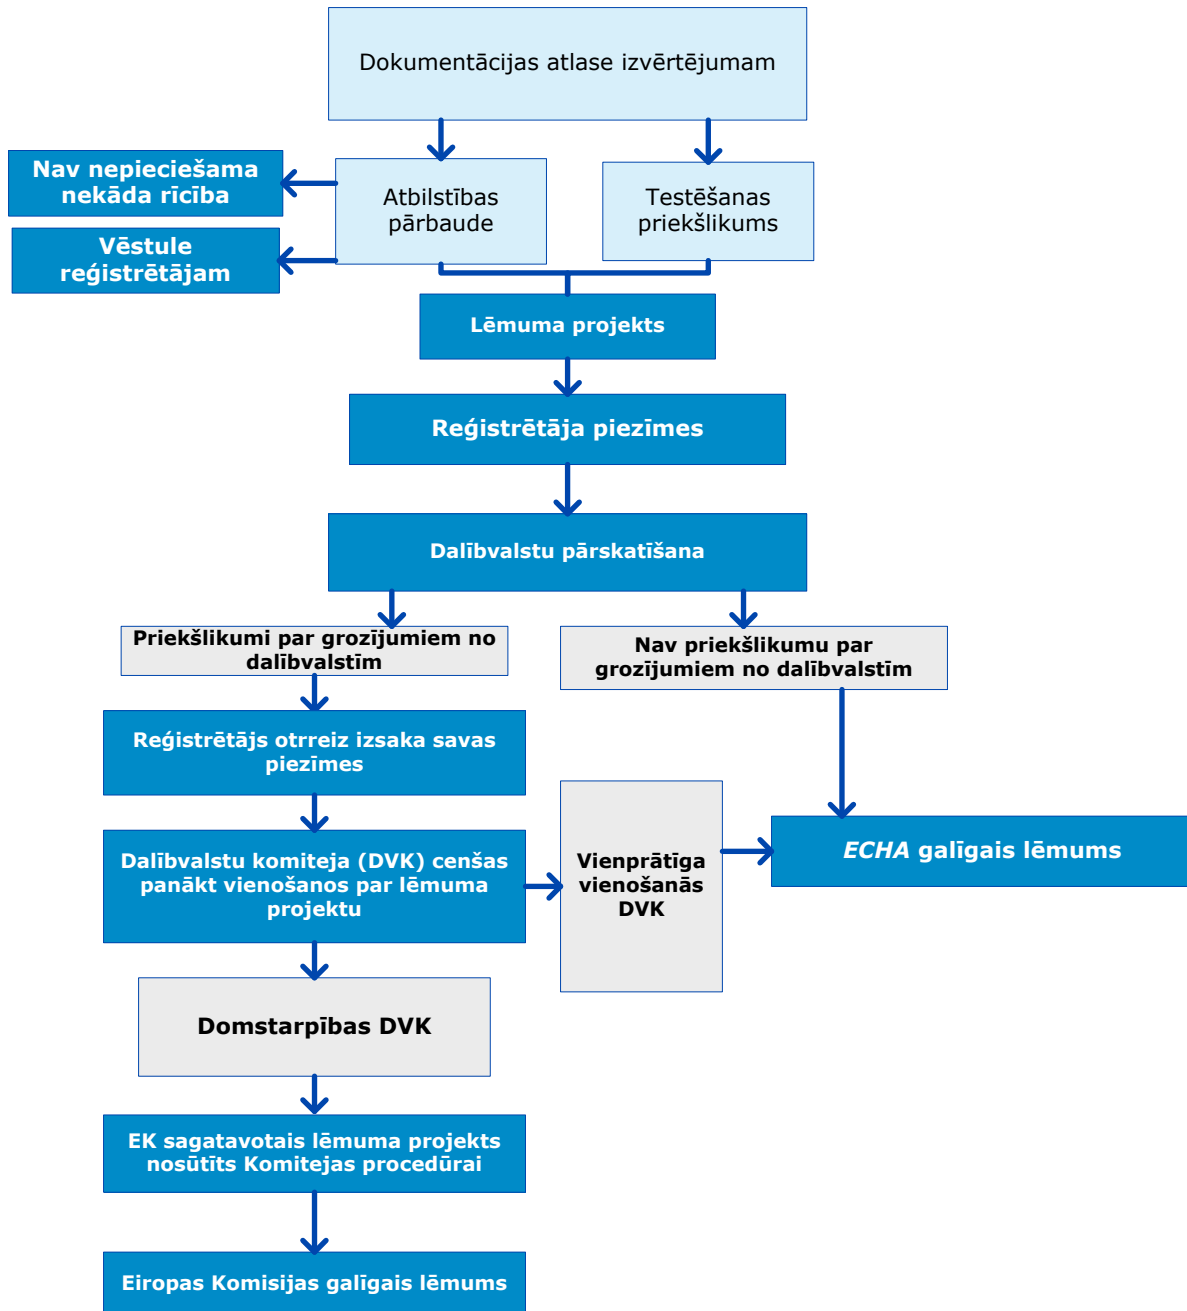 Dokumentācijas atlase izvērtējumam
Nav nepieciešama
nekāda rīcība
Atbilstības
pārbaude
Testēšanas
priekšlikums
Vēstule
reģistrētājam
Lēmuma projekts
Reģistrētāja piezīmes
Dalībvalstu pārskatīšana
Priekšlikumi par grozījumiem no
dalībvalstīm
Nav priekšlikumu par
grozījumiem no dalībvalstīm
Reģistrētājs otrreiz izsaka savas
piezīmes
Dalībvalstu komiteja (DVK) cenšas
panākt vienošanos par lēmuma
projektu
Vienprātīga
vienošanās
DVK
ECHA galīgais lēmums
Domstarpības DVK
EK sagatavotais lēmuma projekts
nosūtīts Komitejas procedūrai
Eiropas Komisijas galīgais lēmums